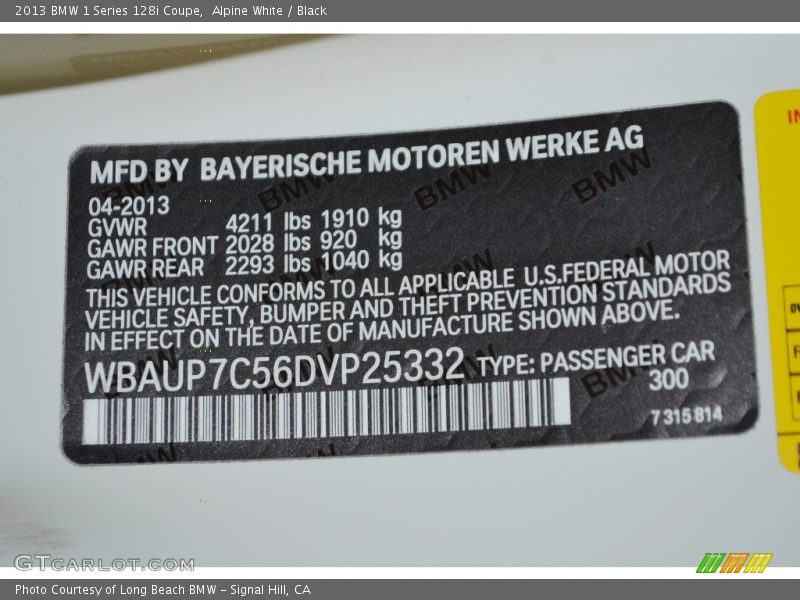 2013 BMW 1 Series 128i Coupe,  Alpine White / Black
MFD BY BAYERISCHE MOTOREN WERKE AG
04-2013
GVWR 4211 lbs 1910 kg
GAWR FRONT 2028 lbs 920 kg
GAWR REAR 2293 lbs 1040 kg
THIS VEHICLE CONFORMS TO ALL APPLICABLE U.S.FEDERAL MOTOR
VEHICLE SAFETY, BUMPER AND THEFT PREVENTION STANDARDS
IN EFFECT ON THE DATE OF MANUFACTURE SHOWN ABOVE.
WBAUP7C56DVP25332 TYPE: PASSENGER CAR
300
7 315 814
BMW BMW BMW
GTCARLOT.COM
Photo Courtesy of Long Beach BMW - Signal Hill, CA